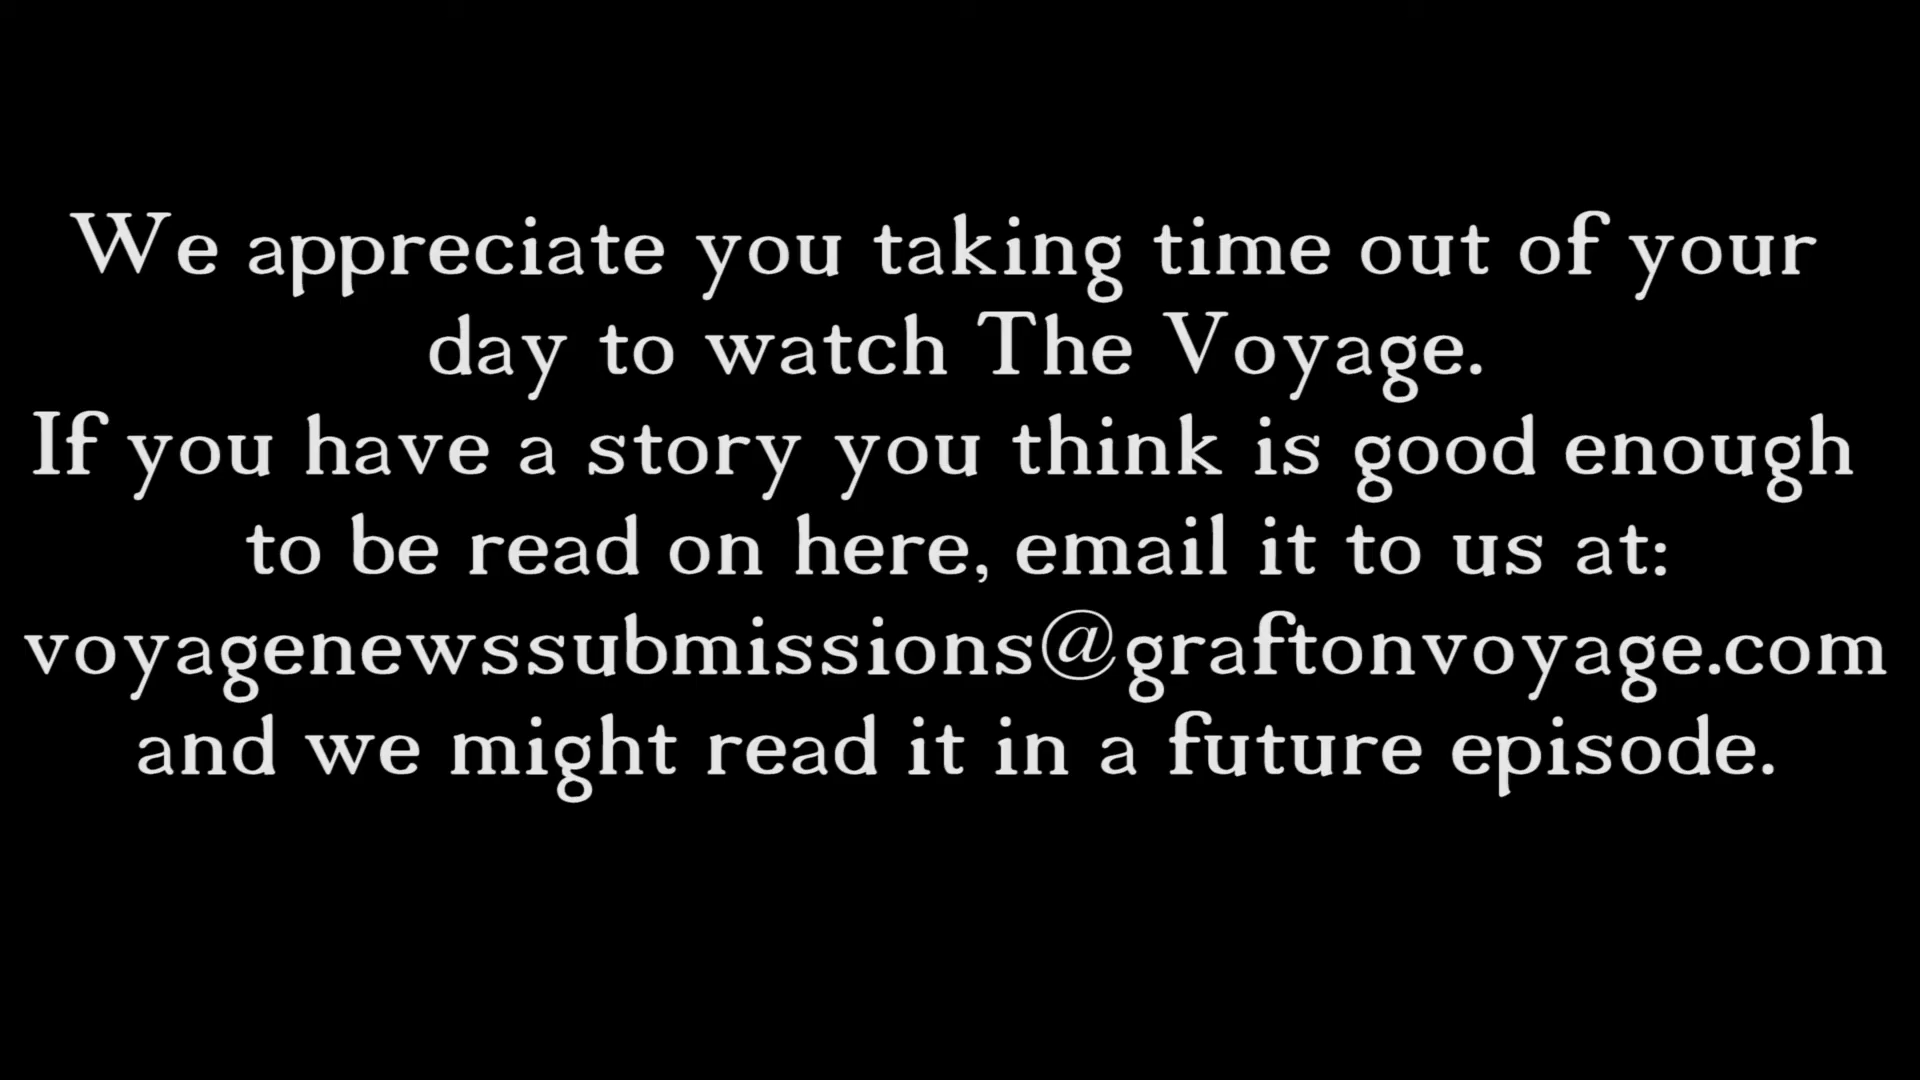 We appreciate you taking time out of your
day to watch The Voyage.
If you have a story you think is good enough
to be read on here, email it to us at:
voyagenewssubmissions@graftonvoyage.com
and we might read it in a future episode.